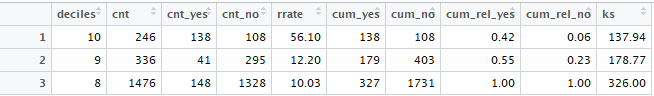 deciles cnt cnt_yes cnt_no rrate cum_yes cum_no cum_rel_yes cum_rel_no ks
1 10 246 138 108 56.10 138 108 0.42 0.06 137.94
2 9 336 41 295 12.20 179 403 0.55 0.23 178.77
3 8 1476 148 1328 10.03 327 1731 1.00 1.00 326.00